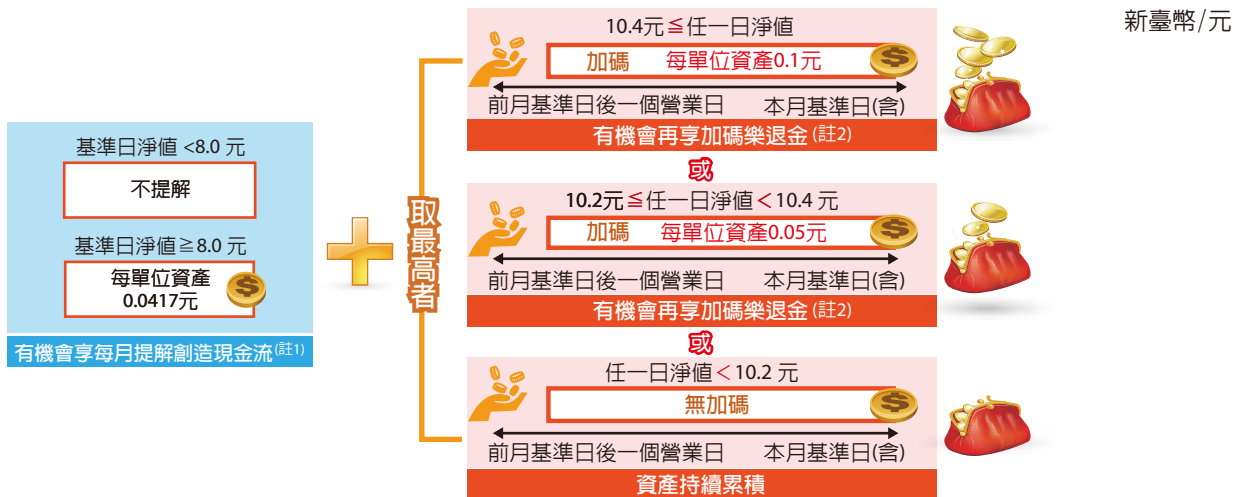 新臺幣/元
基準日淨值 <8.0 元
不提解
基準日淨值≧8.0 元
每單位資產
0.0417元
有機會享每月提解創造現金流(註1)
取最高者
10.4元≦任一日淨值
加碼 每單位資產0.1元
前月基準日後一個營業日 本月基準日(含)
有機會再享加碼樂退金(註2)
或
10.2元≦任一日淨值<10.4 元
加碼 每單位資產0.05元
前月基準日後一個營業日 本月基準日(含)
有機會再享加碼樂退金(註2)
或
任一日淨值<10.2 元
無加碼
前月基準日後一個營業日 本月基準日(含)
資產持續累積